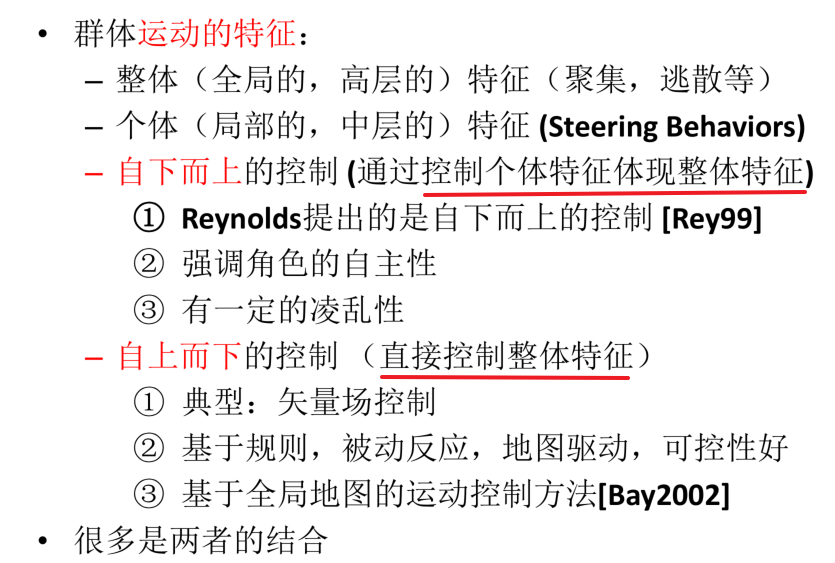 • 群体运动的特征：
– 整体（全局的，高层的）特征（聚集，逃散等）
– 个体（局部的，中层的）特征 (Steering Behaviors)
– 自下而上的控制 (通过控制个体特征体现整体特征)
① Reynolds提出的是自下而上的控制 [Rey99]
② 强调角色的自主性
③ 有一定的凌乱性
– 自上而下的控制 （直接控制整体特征）
① 典型：矢量场控制
② 基于规则，被动反应，地图驱动，可控性好
③ 基于全局地图的运动控制方法[Bay2002]
• 很多是两者的结合